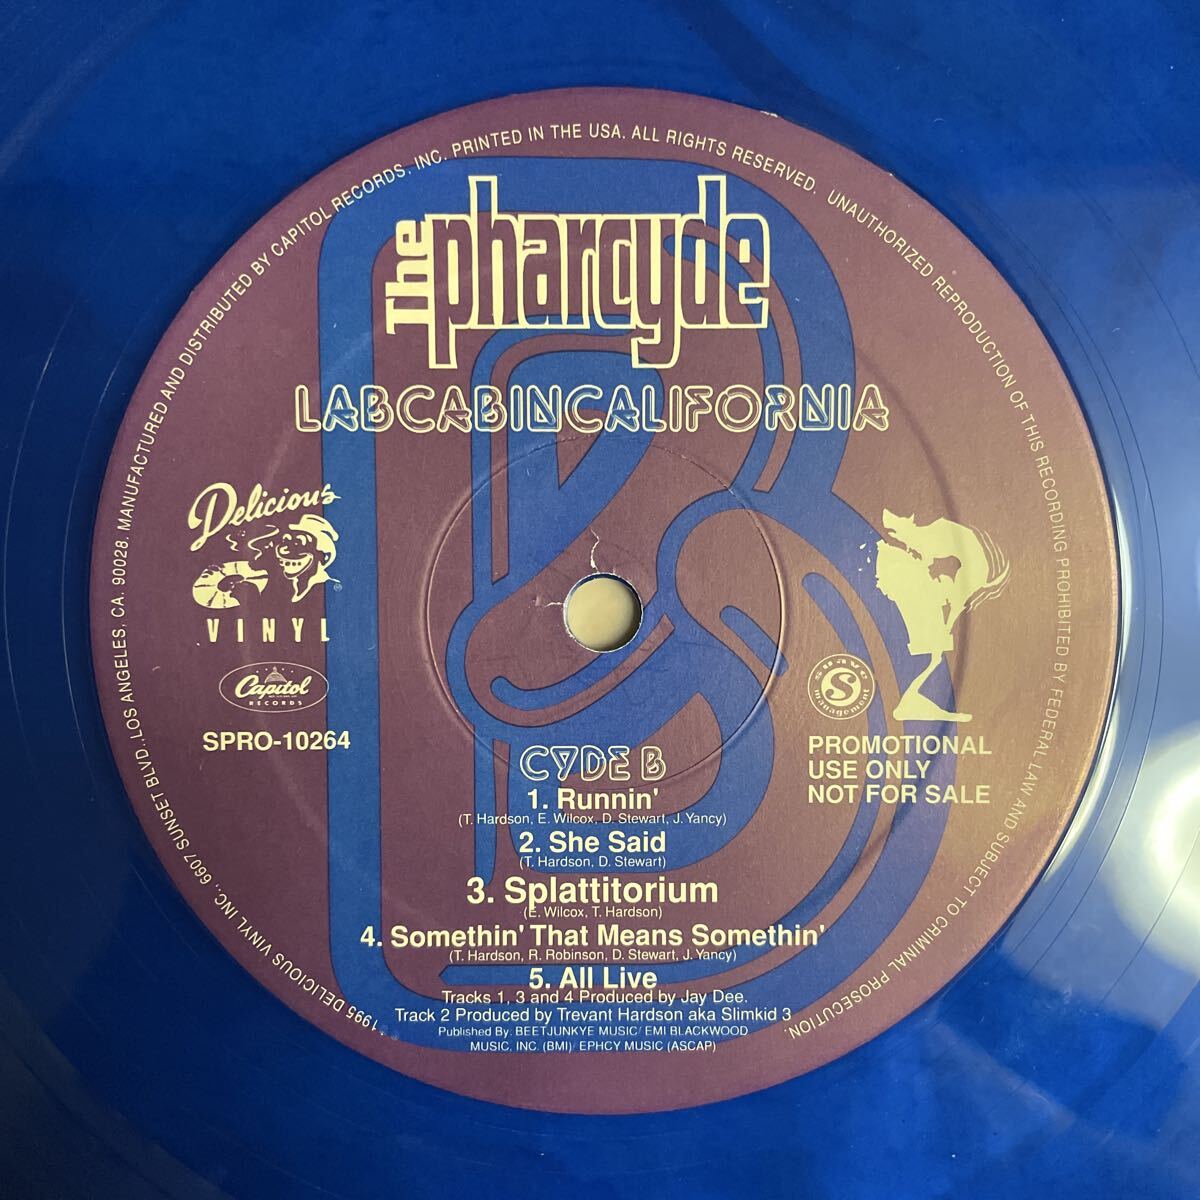 1995 DELICIOUS VINYL INC., 6607 SUNSET BLVD., LOS ANGELES, CA. 90028. MANUFACTURED AND DISTRIBUTED BY CAPITOL RECORDS, INC. PRINTED IN THE USA. ALL RIGHTS RESERVED. UNAUTHORIZED REPRODUCTION OF THIS RECORDING PROHIBITED BY FEDERAL LAW AND SUBJECT TO CRIMINAL PROSECUTION.
The pharcyde
LABCABINCALIFORNIA
Delicious
VINYL
Capitol
RECORDS
SPRO-10264
suave
S
management
PROMOTIONAL
USE ONLY
NOT FOR SALE
CYDE B
1. Runnin'
(T. Hardson, E. Wilcox, D. Stewart, J. Yancy)
2. She Said
(T. Hardson, D. Stewart)
3. Splattitorium
(E. Wilcox, T. Hardson)
4. Somethin' That Means Somethin'
(T. Hardson, R. Robinson, D. Stewart, J. Yancy)
5. All Live
Tracks 1, 3 and 4 Produced by Jay Dee.
Track 2 Produced by Trevant Hardson aka Slimkid 3
Published By: BEETJUNKYE MUSIC/ EMI BLACKWOOD
MUSIC, INC. (BMI)/ EPHCY MUSIC (ASCAP)